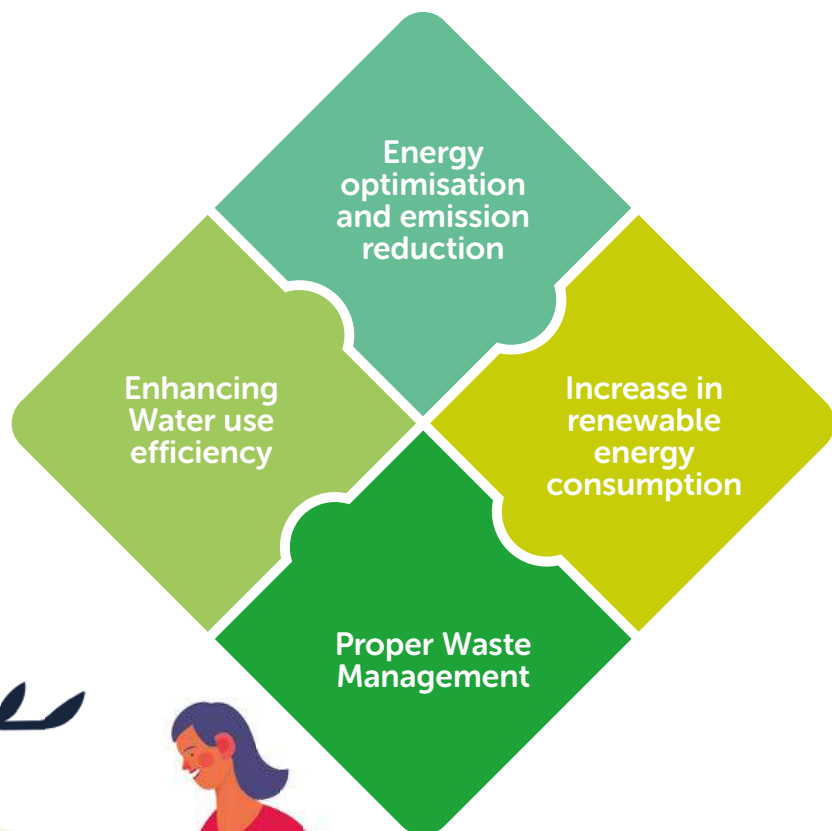 Energy
optimisation
and emission
reduction
Enhancing
Water use
efficiency
Increase in
renewable
energy
consumption
Proper Waste
Management